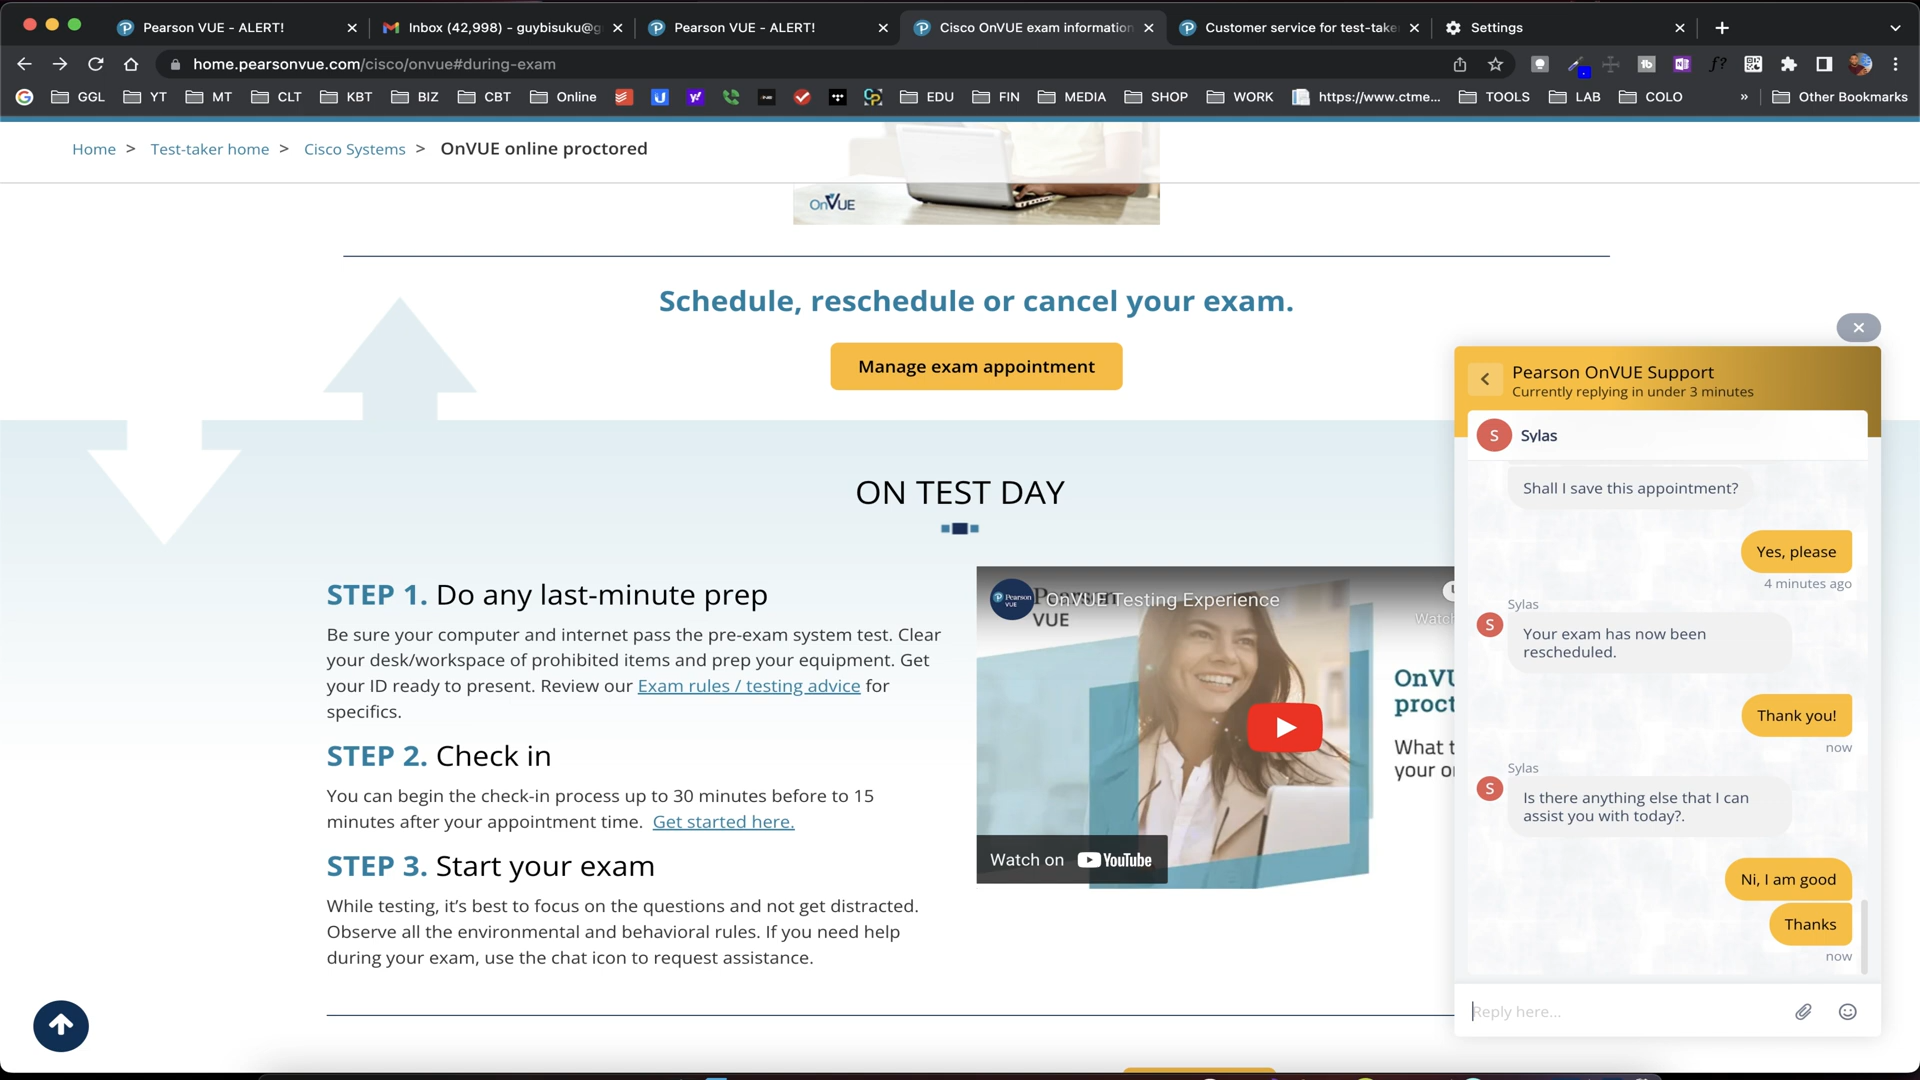 Pearson VUE - ALERT!
Inbox (42,998) - guybisuku@g
Pearson VUE - ALERT!
Cisco OnVUE exam information
Customer service for test-take
Settings
home.pearsonvue.com/cisco/onvue#during-exam
GGL
YT
MT
CLT
KBT
BIZ
CBT
Online
EDU
FIN
MEDIA
SHOP
WORK
https://www.ctme...
TOOLS
LAB
COLO
»
Other Bookmarks
Home > Test-taker home > Cisco Systems > OnVUE online proctored
OnVUE
Schedule, reschedule or cancel your exam.
Manage exam appointment
ON TEST DAY
STEP 1. Do any last-minute prep
Be sure your computer and internet pass the pre-exam system test. Clear
your desk/workspace of prohibited items and prep your equipment. Get
your ID ready to present. Review our Exam rules / testing advice for
specifics.
STEP 2. Check in
You can begin the check-in process up to 30 minutes before to 15
minutes after your appointment time. Get started here.
STEP 3. Start your exam
While testing, it's best to focus on the questions and not get distracted.
Observe all the environmental and behavioral rules. If you need help
during your exam, use the chat icon to request assistance.
Pearson VUE
OnVUE Testing Experience
Pearson
VUE
Watch
OnVU
proct
What t
your o
Watch on YouTube
Pearson OnVUE Support
Currently replying in under 3 minutes
S
Sylas
Shall I save this appointment?
Yes, please
4 minutes ago
Sylas
S
Your exam has now been
rescheduled.
Thank you!
now
Sylas
S
Is there anything else that I can
assist you with today?.
Ni, I am good
Thanks
now
Reply here...